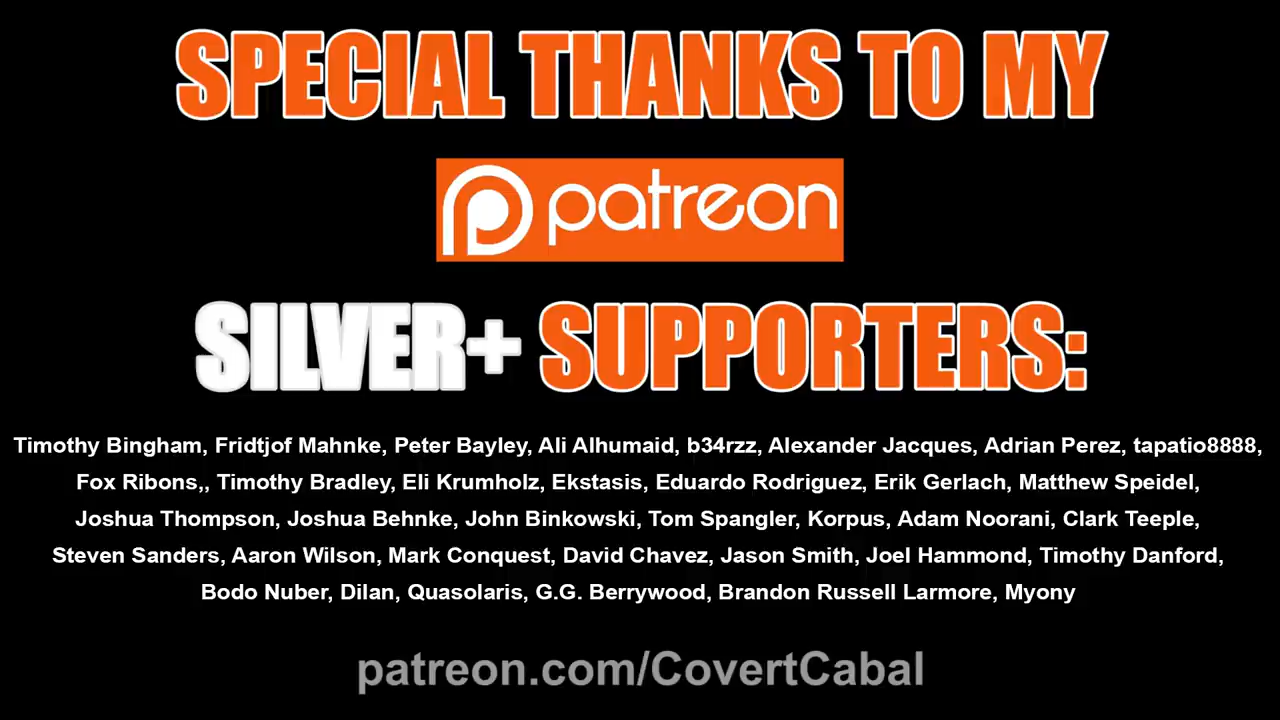 SPECIAL THANKS TO MY
patreon
SILVER+ SUPPORTERS:
Timothy Bingham, Fridtjof Mahnke, Peter Bayley, Ali Alhumaid, b34rzz, Alexander Jacques, Adrian Perez, tapatio8888,
Fox Ribons,, Timothy Bradley, Eli Krumholz, Ekstasis, Eduardo Rodriguez, Erik Gerlach, Matthew Speidel,
Joshua Thompson, Joshua Behnke, John Binkowski, Tom Spangler, Korpus, Adam Noorani, Clark Teeple,
Steven Sanders, Aaron Wilson, Mark Conquest, David Chavez, Jason Smith, Joel Hammond, Timothy Danford,
Bodo Nuber, Dilan, Quasolaris, G.G. Berrywood, Brandon Russell Larmore, Myony
patreon.com/CovertCabal